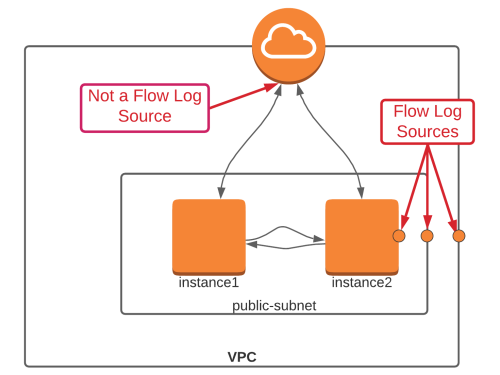 Not a Flow Log
Source
Flow Log
Sources
instance1
instance2
public-subnet
VPC